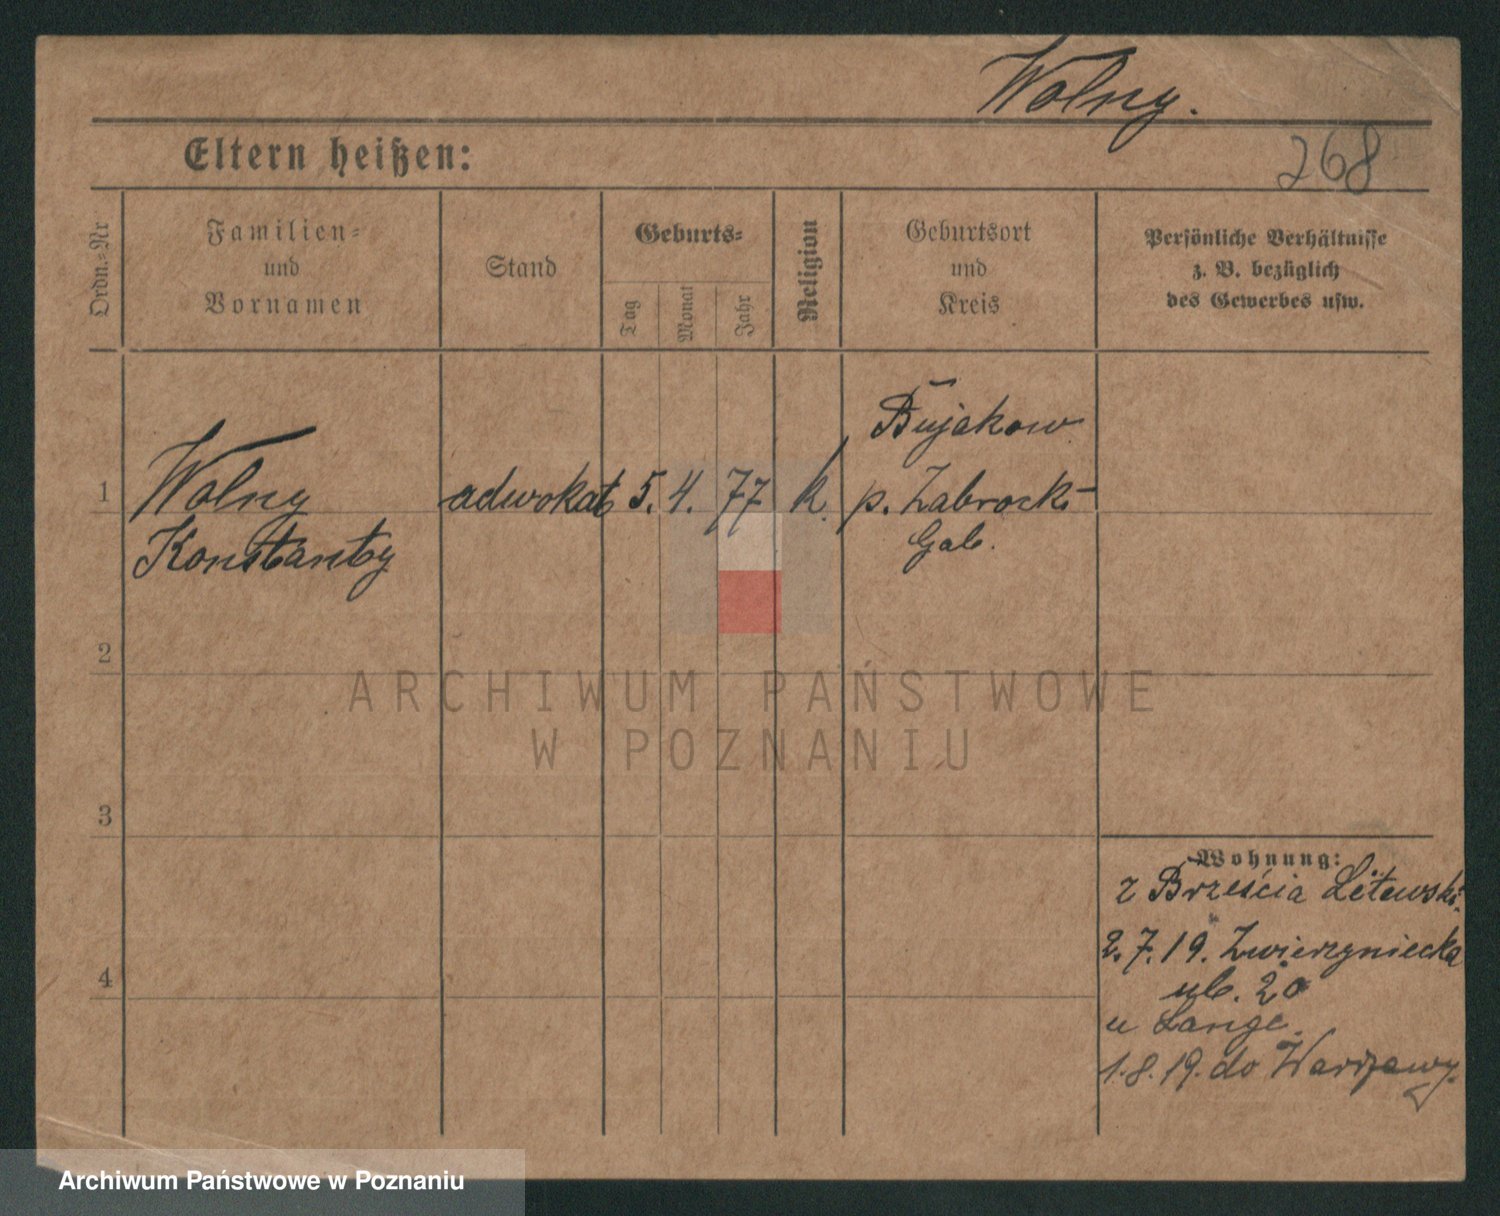 Wolny.
Eltern heißen:
268
Ordn.-Nr
Familien-
und
Vornamen
Stand
Geburts-
Tag
Monat
Jahr
Religion
Geburtsort
und
Kreis
Persönliche Verhältnisse
z. B. bezüglich
des Gewerbes usw.
Bujakow
1 Wolny adwokat 5. 4. 77 k. p.
Konstanty
Gal.
2
3
4
Wohnung:
z Brześcia Litewski.
2.7.19. Zwierzyniecka
ul. 20
u Lange.
1.8.19. do Warszawy.
ARCHIWUM PAŃSTWOWE
W POZNANIU
Archiwum Państwowe w Poznaniu